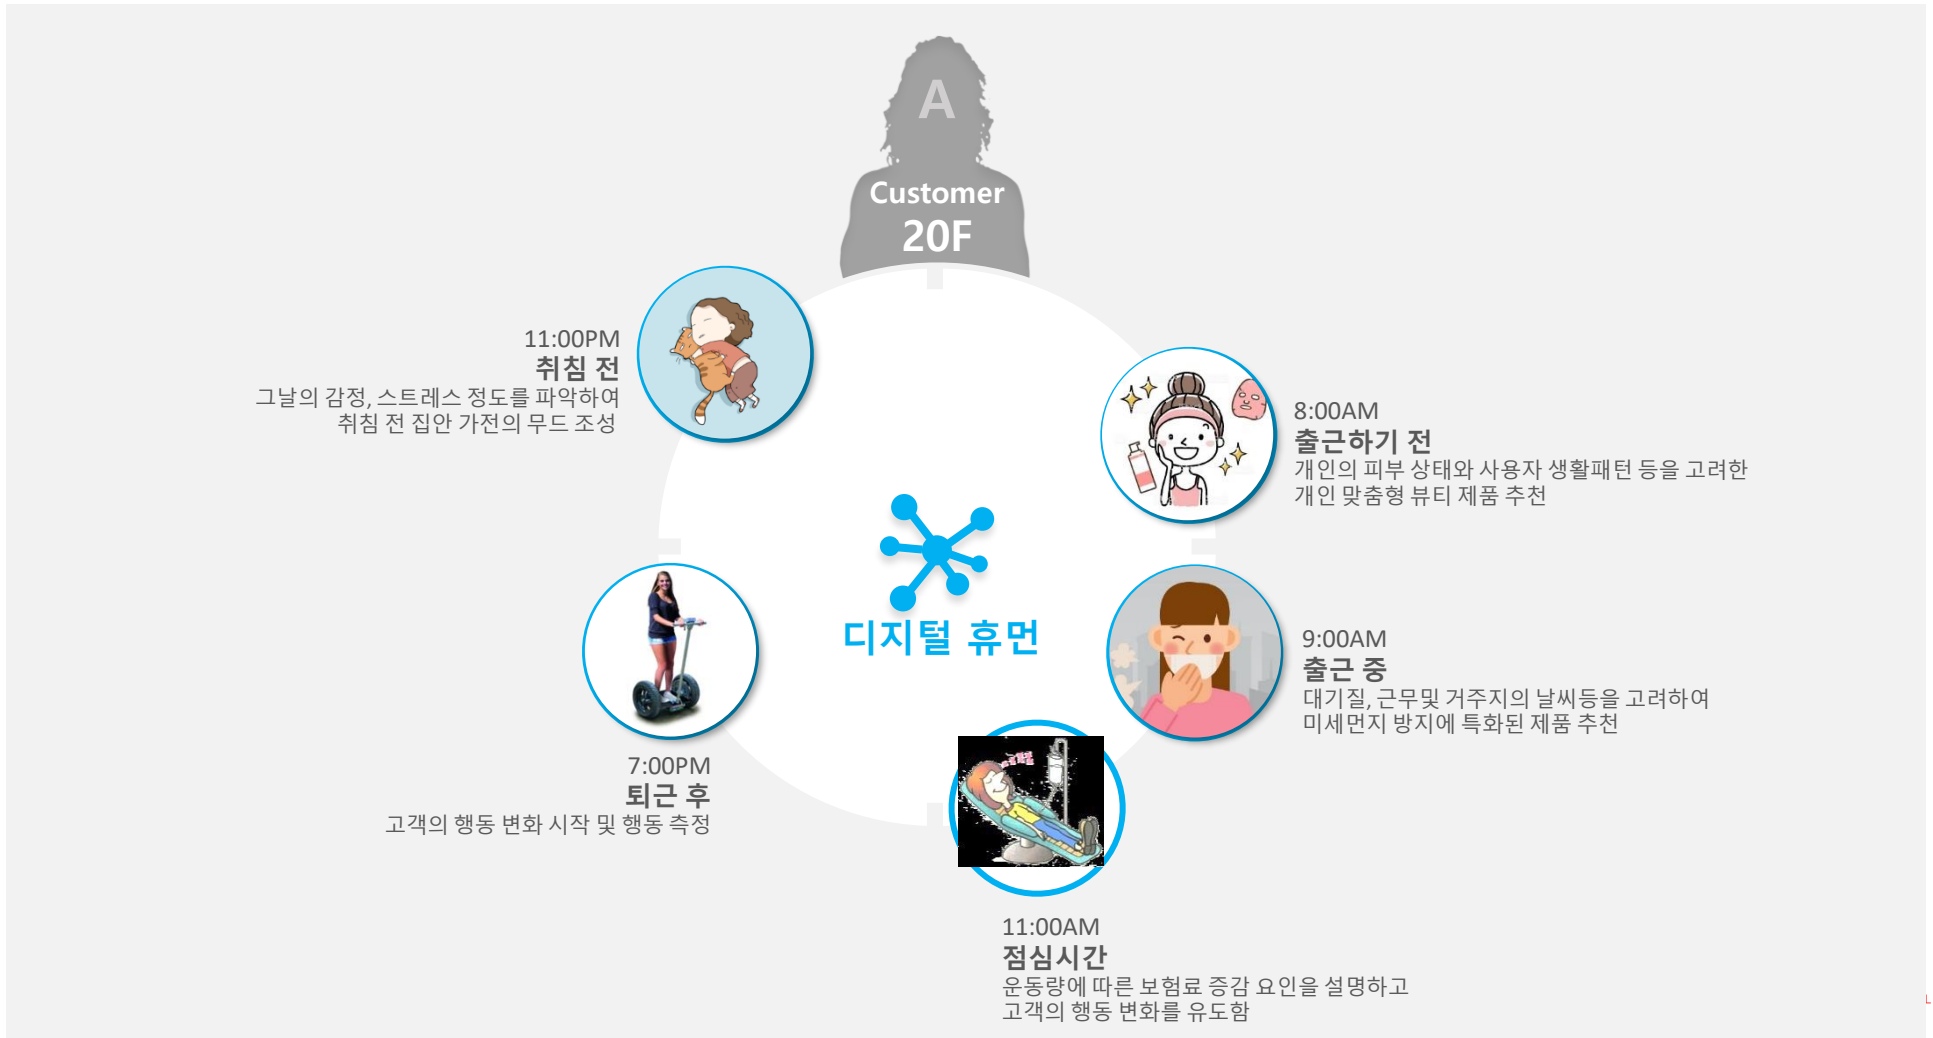 A
Customer
20F
11:00PM
취침 전
그날의 감정, 스트레스 정도를 파악하여
취침 전 집안 가전의 무드 조성
8:00AM
출근하기 전
개인의 피부 상태와 사용자 생활패턴 등을 고려한
개인 맞춤형 뷰티 제품 추천
디지털 휴먼
9:00AM
출근 중
대기질, 근무및 거주지의 날씨등을 고려하여
미세먼지 방지에 특화된 제품 추천
7:00PM
퇴근 후
고객의 행동 변화 시작 및 행동 측정
11:00AM
점심시간
운동량에 따른 보험료 증감 요인을 설명하고
고객의 행동 변화를 유도함